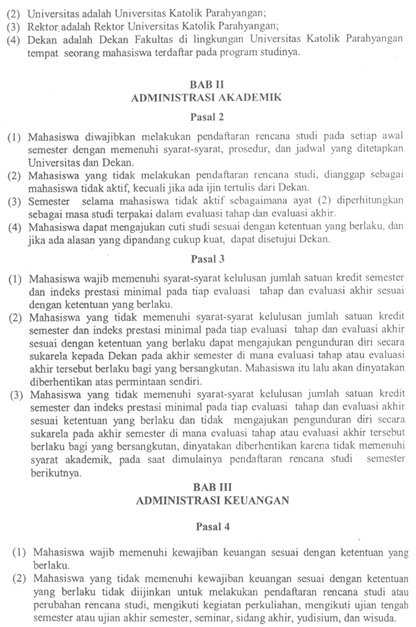 (2) Universitas adalah Universitas Katolik Parahyangan;
(3) Rektor adalah Rektor Universitas Katolik Parahyangan;
(4) Dekan adalah Dekan Fakultas di lingkungan Universitas Katolik Parahyangan
tempat seorang mahasiswa terdaftar pada program studinya.
BAB II
ADMINISTRASI AKADEMIK
Pasal 2
(1) Mahasiswa diwajibkan melakukan pendaftaran rencana studi pada setiap awal
semester dengan memenuhi syarat-syarat, prosedur, dan jadwal yang ditetapkan
Universitas dan Dekan.
(2) Mahasiswa yang tidak melakukan pendaftaran rencana studi, dianggap sebagai
mahasiswa tidak aktif, kecuali jika ada ijin tertulis dari Dekan.
(3) Semester selama mahasiswa tidak aktif sebagaimana ayat (2) diperhitungkan
sebagai masa studi terpakai dalam evaluasi tahap dan evaluasi akhir.
(4) Mahasiswa dapat mengajukan cuti studi sesuai dengan ketentuan yang berlaku, dan
jika ada alasan yang dipandang cukup kuat, dapat disetujui Dekan.
Pasal 3
(1) Mahasiswa wajib memenuhi syarat-syarat kelulusan jumlah satuan kredit semester
dan indeks prestasi minimal pada tiap evaluasi tahap dan evaluasi akhir sesuai
dengan ketentuan yang berlaku.
(2) Mahasiswa yang tidak memenuhi syarat-syarat kelulusan jumlah satuan kredit
semester dan indeks prestasi minimal pada tiap evaluasi tahap dan evaluasi akhir
sesuai dengan ketentuan yang berlaku dapat mengajukan pengunduran diri secara
sukarela kepada Dekan pada akhir semester di mana evaluasi tahap atau evaluasi
akhir tersebut berlaku bagi yang bersangkutan. Mahasiswa itu lalu akan dinyatakan
diberhentikan atas permintaan sendiri.
(3) Mahasiswa yang tidak memenuhi syarat-syarat kelulusan jumlah satuan kredit
semester dan indeks prestasi minimal pada tiap evaluasi tahap dan evaluasi akhir
sesuai ketentuan yang berlaku dan tidak mengajukan pengunduran diri secara
sukarela pada akhir semester di mana evaluasi tahap atau evaluasi akhir tersebut
berlaku bagi yang bersangkutan, dinyatakan diberhentikan karena tidak memenuhi
syarat akademik, pada saat dimulainya pendaftaran rencana studi semester
berikutnya.
BAB III
ADMINISTRASI KEUANGAN
Pasal 4
(1) Mahasiswa wajib memenuhi kewajiban keuangan sesuai dengan ketentuan yang
berlaku.
(2) Mahasiswa yang tidak memenuhi kewajiban keuangan sesuai dengan ketentuan
yang berlaku tidak diijinkan untuk melakukan pendaftaran rencana studi atau
perubahan rencana studi, mengikuti kegiatan perkuliahan, mengikuti ujian tengah
semester atau ujian akhir semester, seminar, sidang akhir, yudisium, dan wisuda.